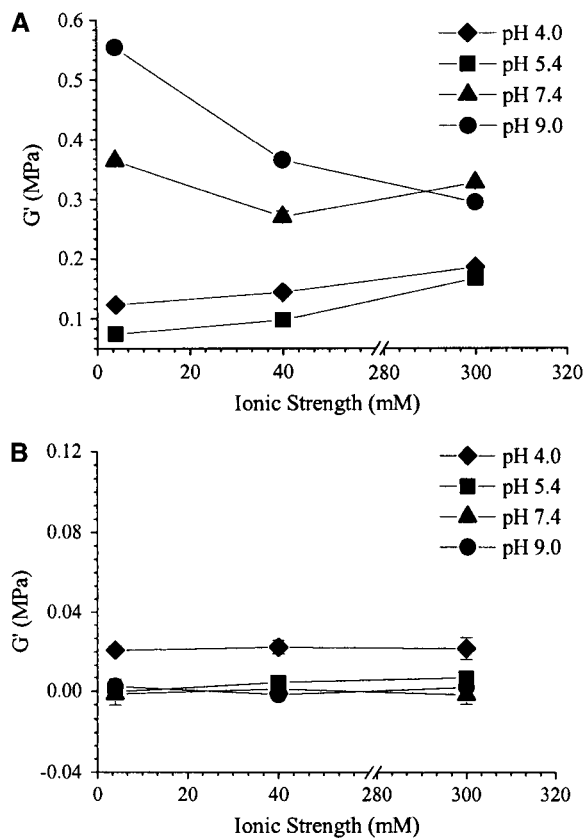 A
0.6
0.5
0.4
0.3
0.2
0.1
G' (MPa)
pH 4.0
pH 5.4
pH 7.4
pH 9.0
0 20 40 280 300 320
Ionic Strength (mM)
B
0.12
0.08
0.04
0.00
-0.04
G' (MPa)
pH 4.0
pH 5.4
pH 7.4
pH 9.0
0 20 40 280 300 320
Ionic Strength (mM)